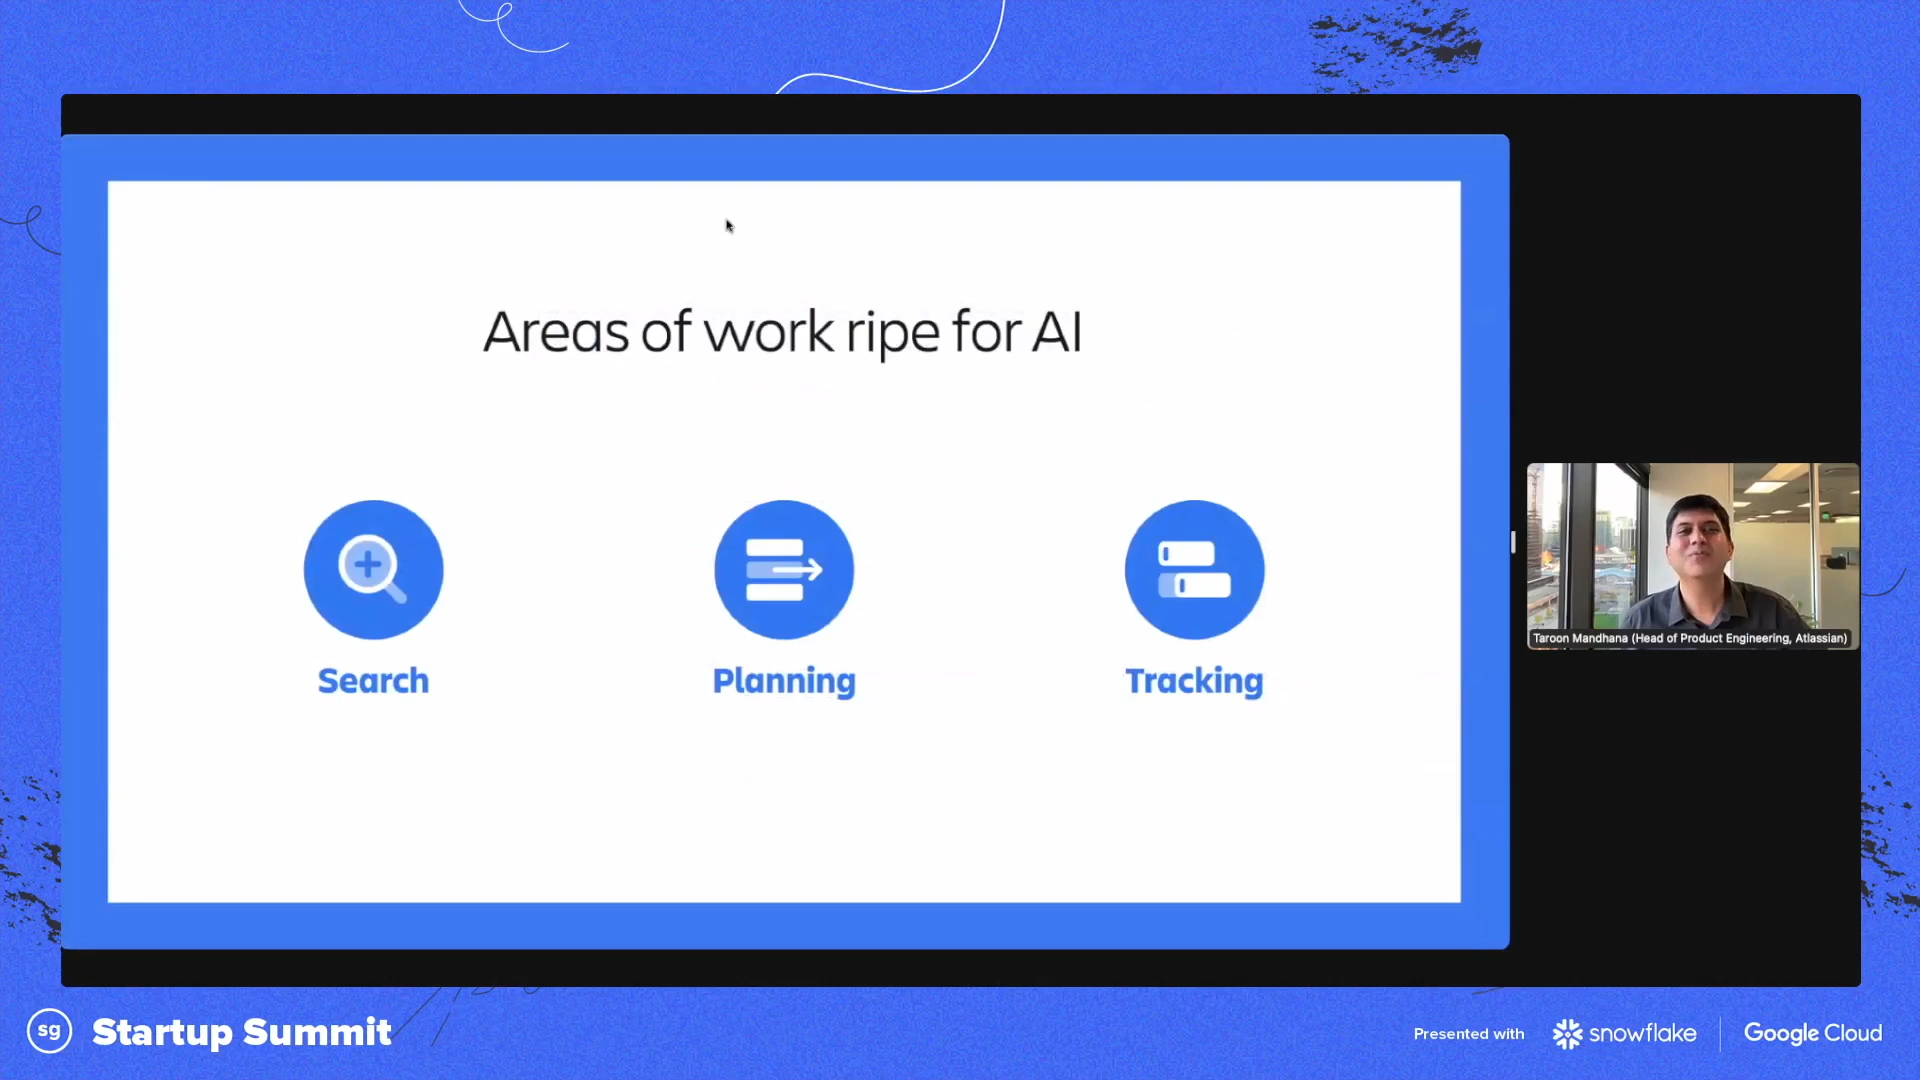 Areas of work ripe for AI
Search
Planning
Tracking
Taroon Mandhana (Head of Product Engineering, Atlassian)
sg
Startup Summit
Presented with
snowflake
Google Cloud